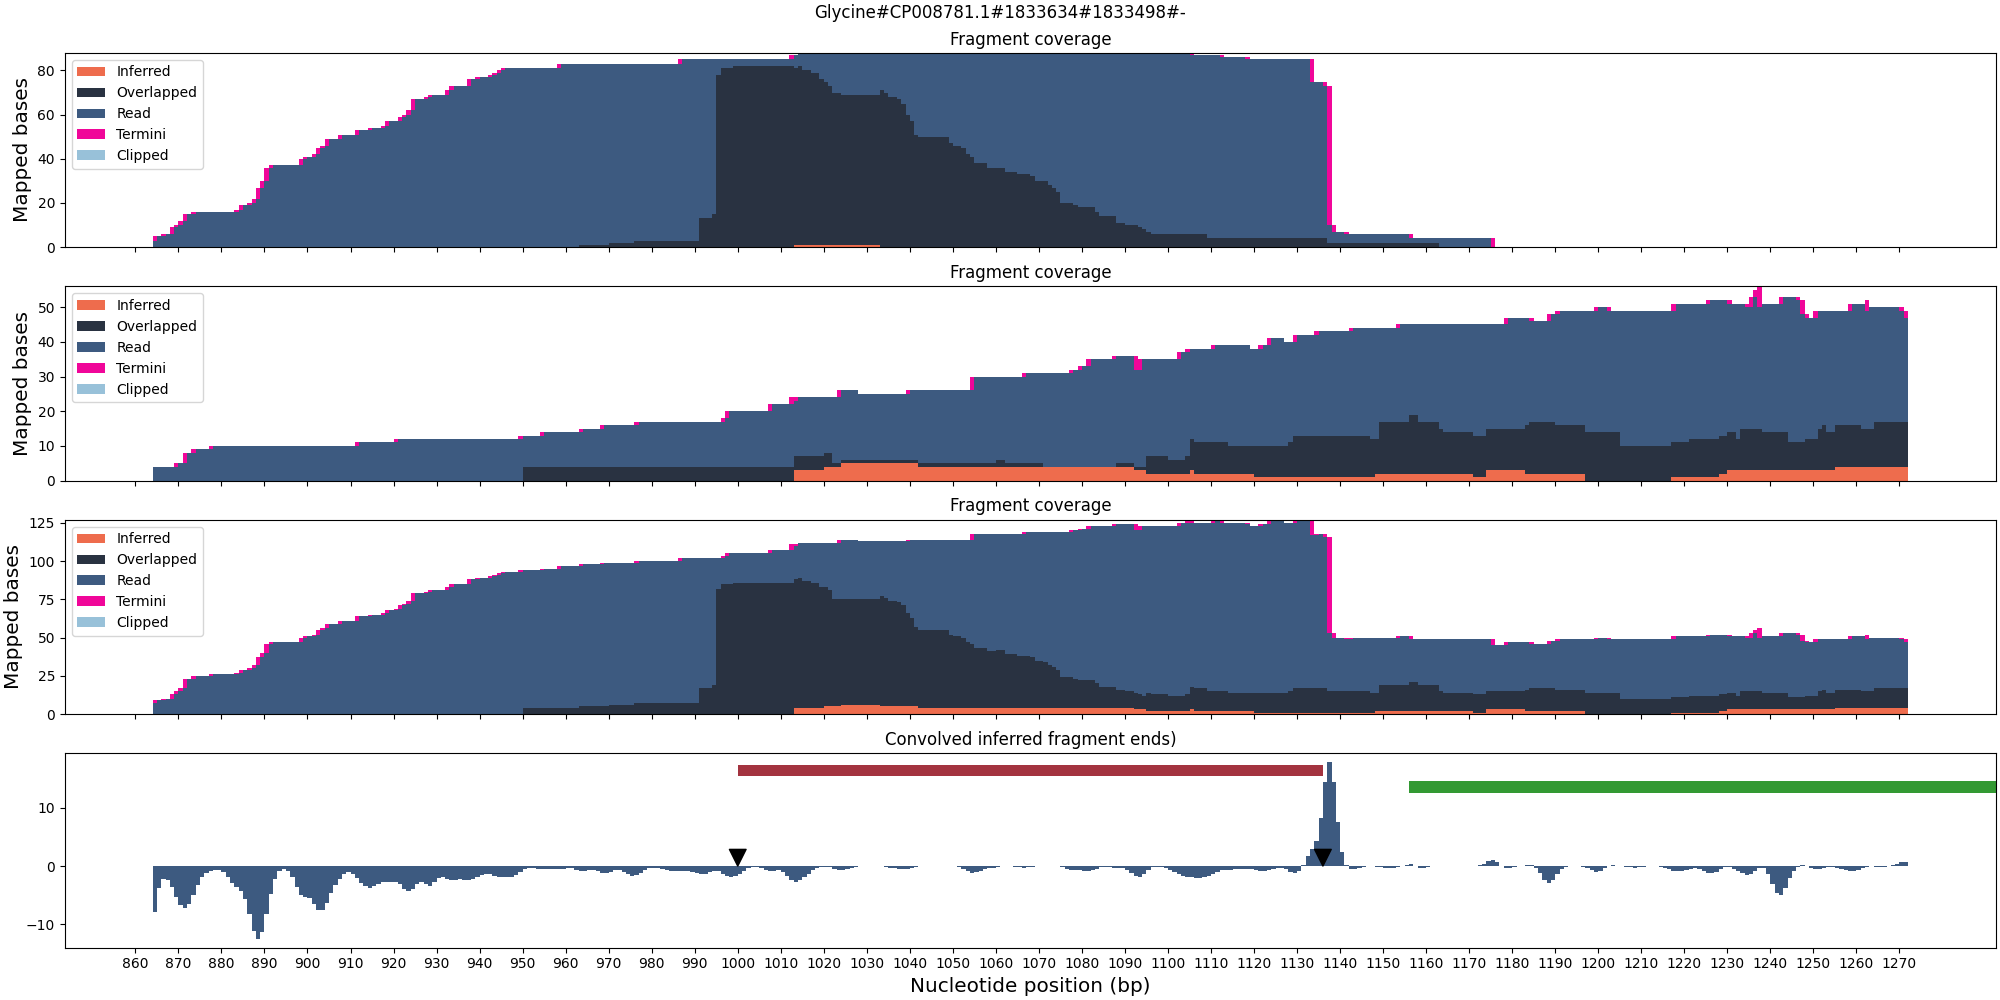 Glycine#CP008781.1#1833634#1833498#-
Fragment coverage
Mapped bases
80
60
40
20
0
Inferred
Overlapped
Read
Termini
Clipped
Fragment coverage
Mapped bases
50
40
30
20
10
0
Inferred
Overlapped
Read
Termini
Clipped
Fragment coverage
Mapped bases
125
100
75
50
25
0
Inferred
Overlapped
Read
Termini
Clipped
Convolved inferred fragment ends)
10
0
−10
860 870 880 890 900 910 920 930 940 950 960 970 980 990 1000 1010 1020 1030 1040 1050 1060 1070 1080 1090 1100 1110 1120 1130 1140 1150 1160 1170 1180 1190 1200 1210 1220 1230 1240 1250 1260 1270
Nucleotide position (bp)